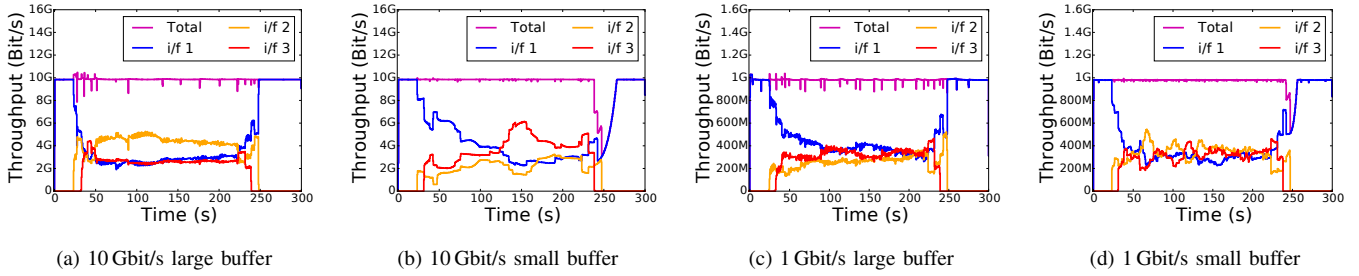 16G
14G
12G
10G
8G
6G
4G
2G
0
Throughput (Bit/s)
Total
i/f 1
i/f 2
i/f 3
0 50 100 150 200 250 300
Time (s)
(a) 10 Gbit/s large buffer
16G
14G
12G
10G
8G
6G
4G
2G
0
Throughput (Bit/s)
Total
i/f 1
i/f 2
i/f 3
0 50 100 150 200 250 300
Time (s)
(b) 10 Gbit/s small buffer
1.6G
1.4G
1.2G
1G
800M
600M
400M
200M
0
Throughput (Bit/s)
Total
i/f 1
i/f 2
i/f 3
0 50 100 150 200 250 300
Time (s)
(c) 1 Gbit/s large buffer
1.6G
1.4G
1.2G
1G
800M
600M
400M
200M
0
Throughput (Bit/s)
Total
i/f 1
i/f 2
i/f 3
0 50 100 150 200 250 300
Time (s)
(d) 1 Gbit/s small buffer